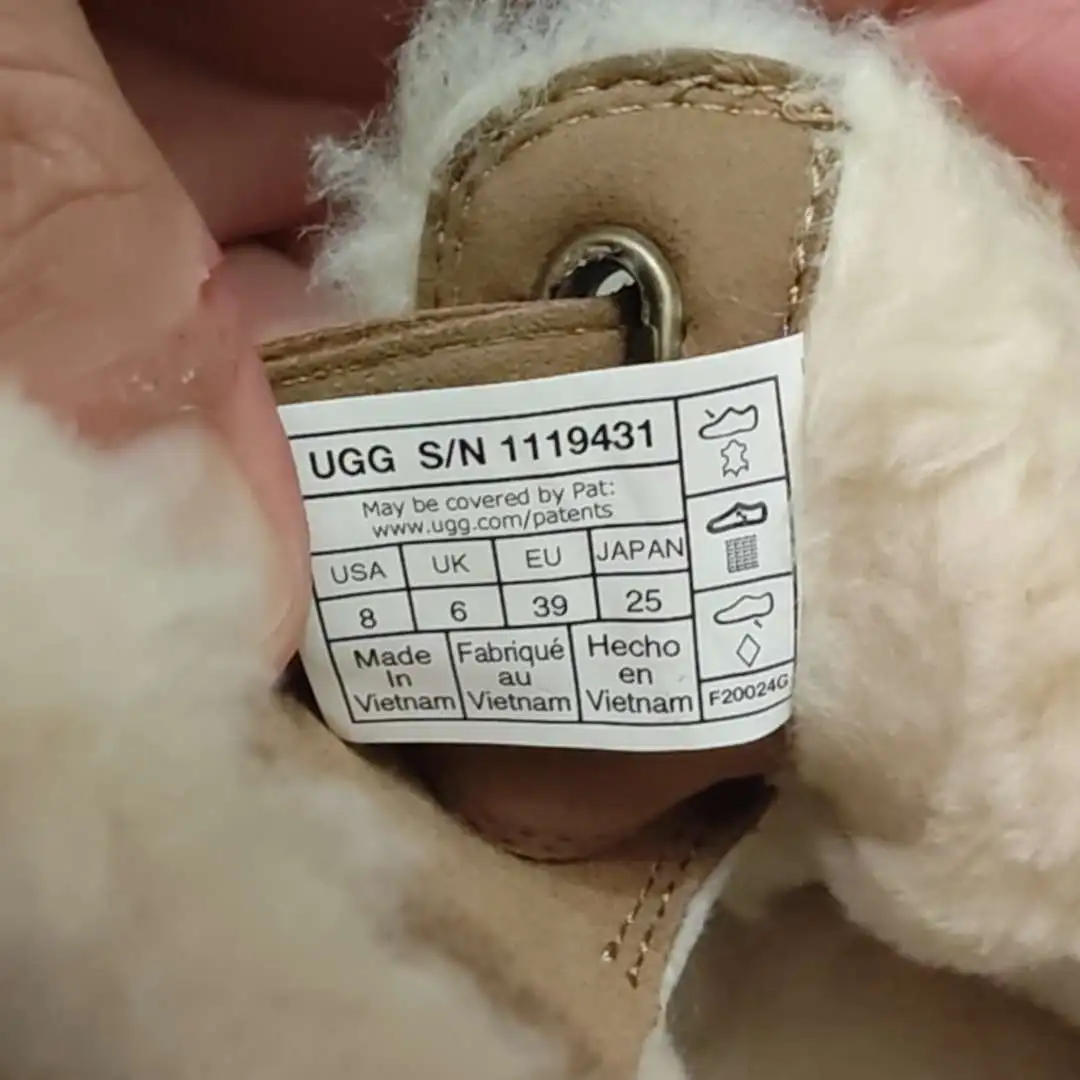 UGG S/N 1119431
May be covered by Pat:
www.ugg.com/patents
USA UK EU JAPAN
8 6 39 25
Made In Vietnam
Fabriqué au Vietnam
Hecho en Vietnam
F20024G